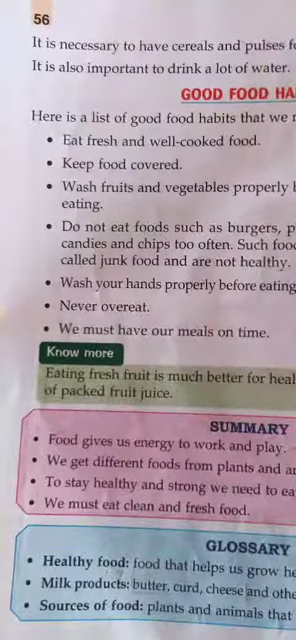 56
It is necessary to have cereals and pulses
It is also important to drink a lot of water.
GOOD FOOD HA
Here is a list of good food habits that we
• Eat fresh and well-cooked food.
• Keep food covered.
• Wash fruits and vegetables properly
eating.
• Do not eat foods such as burgers, p
candies and chips too often. Such foo
called junk food and are not healthy.
• Wash your hands properly before eating
• Never overeat.
• We must have our meals on time.
Know more
Eating fresh fruit is much better for heal
of packed fruit juice.
SUMMARY
• Food gives us energy to work and play.
• We get different foods from plants and a
• To stay healthy and strong we need to ea
• We must eat clean and fresh food.
GLOSSARY
• Healthy food: food that helps us grow he
• Milk products: butter, curd, cheese and othe
• Sources of food: plants and animals that